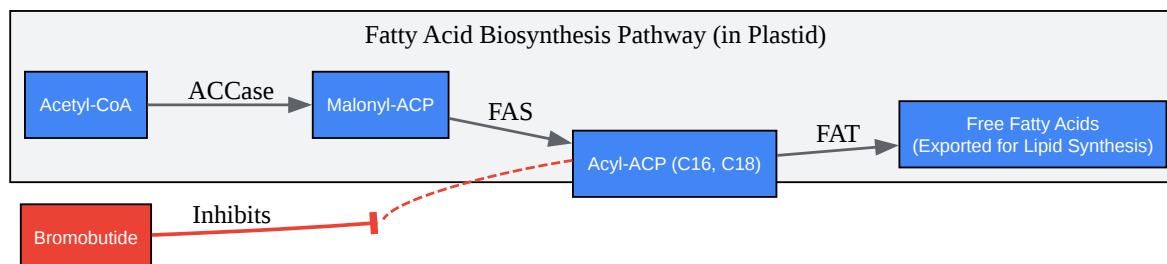 Fatty Acid Biosynthesis Pathway (in Plastid)
Acetyl-CoA
ACCase
Malonyl-ACP
FAS
Acyl-ACP (C16, C18)
FAT
Free Fatty Acids
(Exported for Lipid Synthesis)
Bromobutide
Inhibits